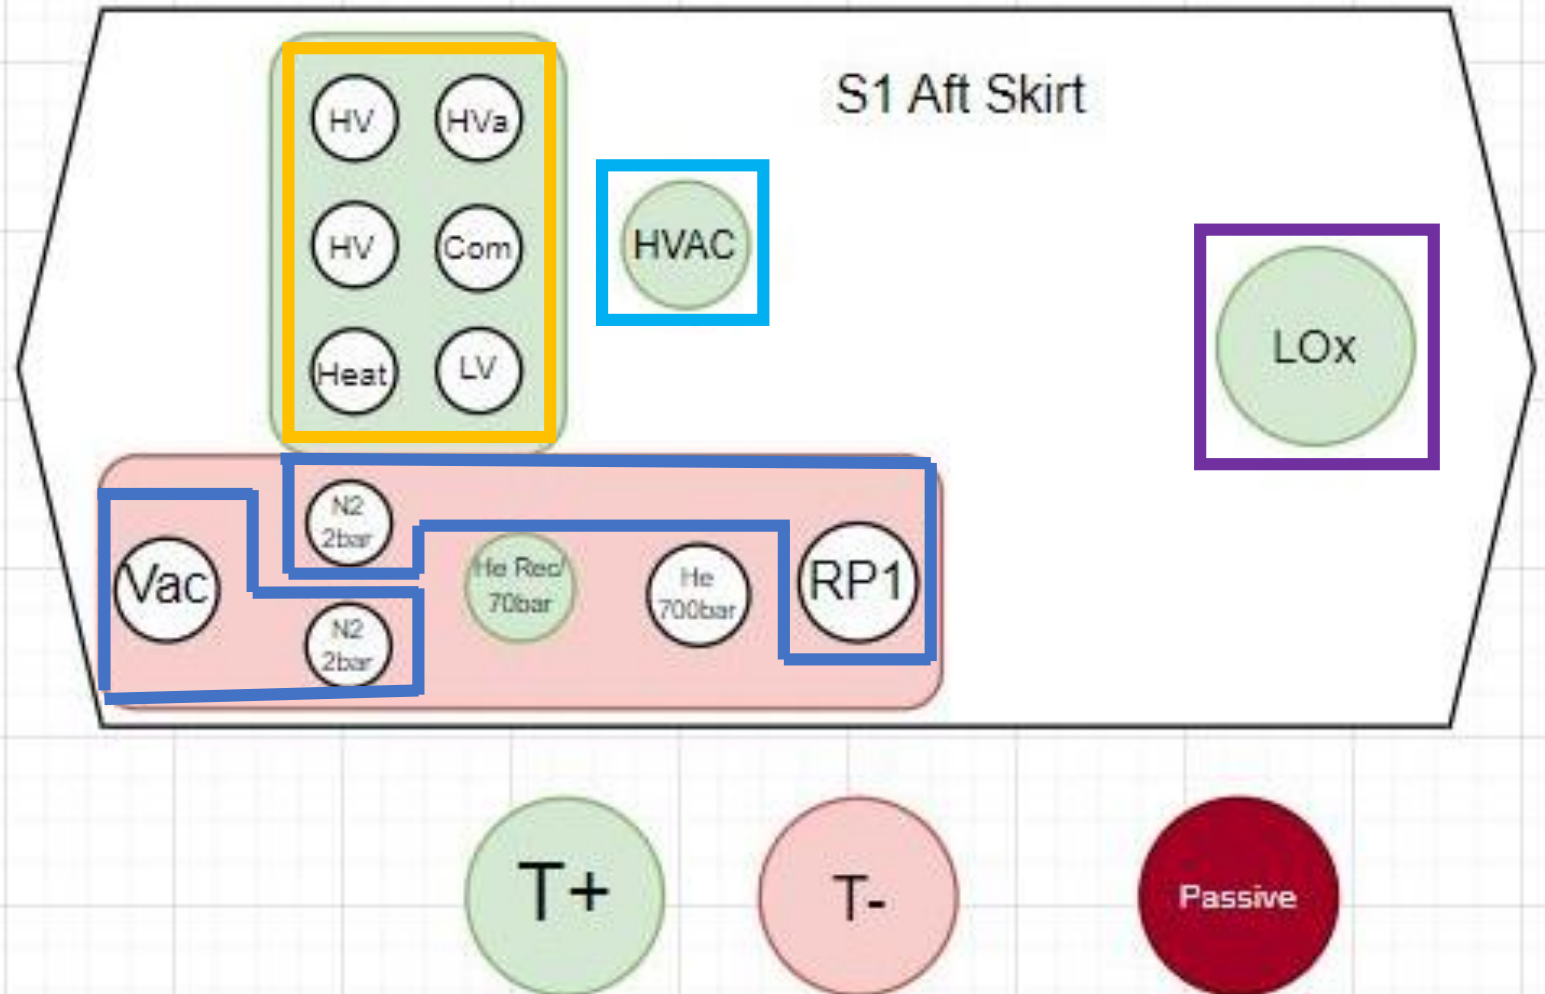 S1 Aft Skirt
HV
HVa
HVAC
HV
Com
Heat
LV
LOx
N2
2bar
Vac
He Rec/
70bar
He
700bar
RP1
N2
2bar
T+
T-
Passive